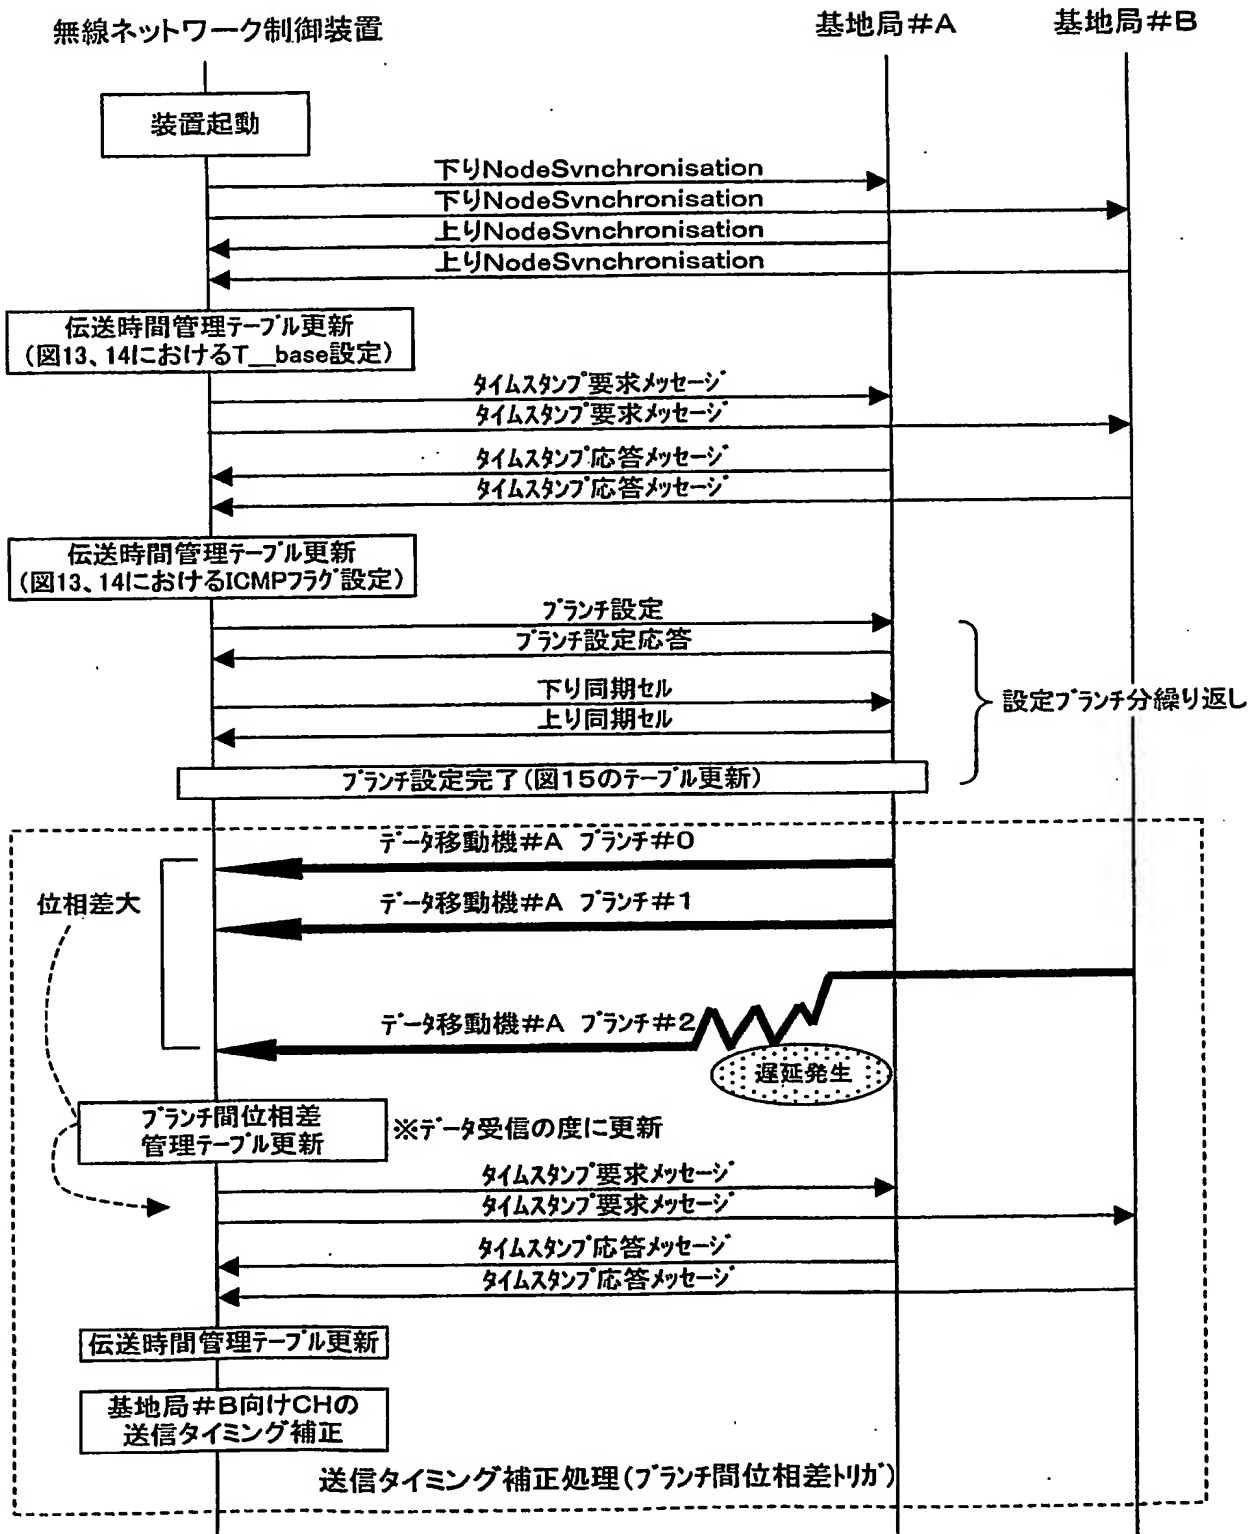 無線ネットワーク制御装置
基地局#A
基地局#B
装置起動
下りNodeSvnchronisation
下りNodeSvnchronisation
上りNodeSvnchronisation
上りNodeSvnchronisation
伝送時間管理テーブル更新
(図13、14におけるT__base設定)
タイムスタンプ要求メッセージ
タイムスタンプ要求メッセージ
タイムスタンプ応答メッセージ
タイムスタンプ応答メッセージ
伝送時間管理テーブル更新
(図13、14におけるICMPフラグ設定)
ブランチ設定
ブランチ設定応答
下り同期セル
上り同期セル
設定ブランチ分繰り返し
ブランチ設定完了(図15のテーブル更新)
データ移動機#A ブランチ#0
位相差大
データ移動機#A ブランチ#1
データ移動機#A ブランチ#2
遅延発生
ブランチ間位相差
管理テーブル更新
※データ受信の度に更新
タイムスタンプ要求メッセージ
タイムスタンプ要求メッセージ
タイムスタンプ応答メッセージ
タイムスタンプ応答メッセージ
伝送時間管理テーブル更新
基地局#B向けCHの
送信タイミング補正
送信タイミング補正処理(ブランチ間位相差トリガ)